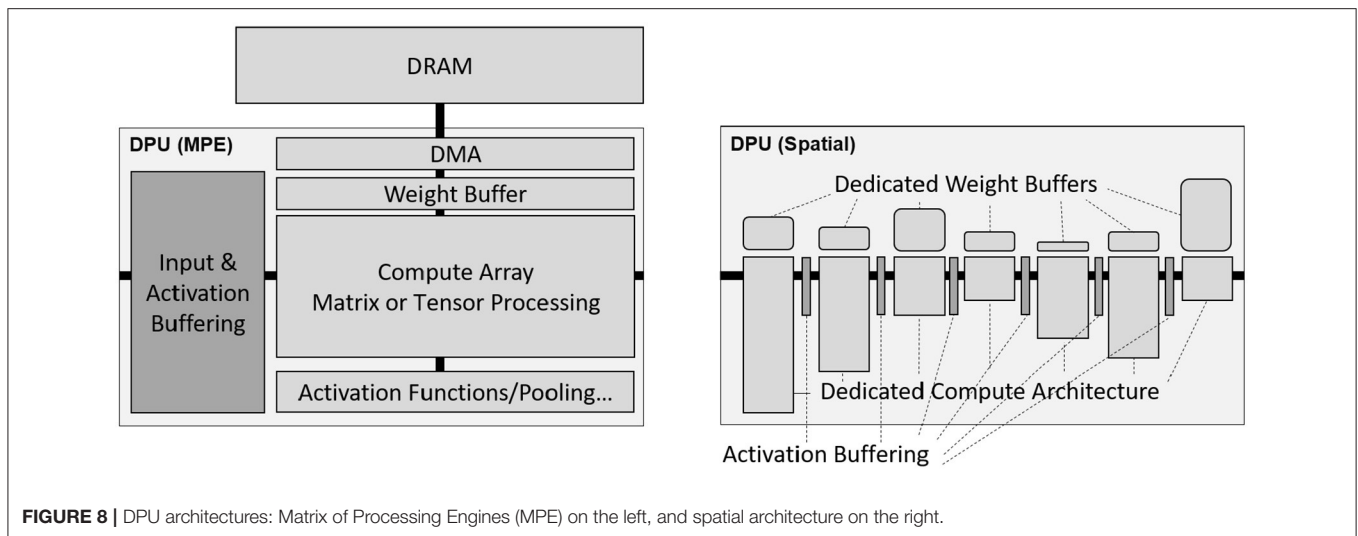 DRAM
DPU (MPE)
DMA
Weight Buffer
Input &
Activation
Buffering
Compute Array
Matrix or Tensor Processing
Activation Functions/Pooling...
DPU (Spatial)
Dedicated Weight Buffers
Dedicated Compute Architecture
Activation Buffering
FIGURE 8 | DPU architectures: Matrix of Processing Engines (MPE) on the left, and spatial architecture on the right.